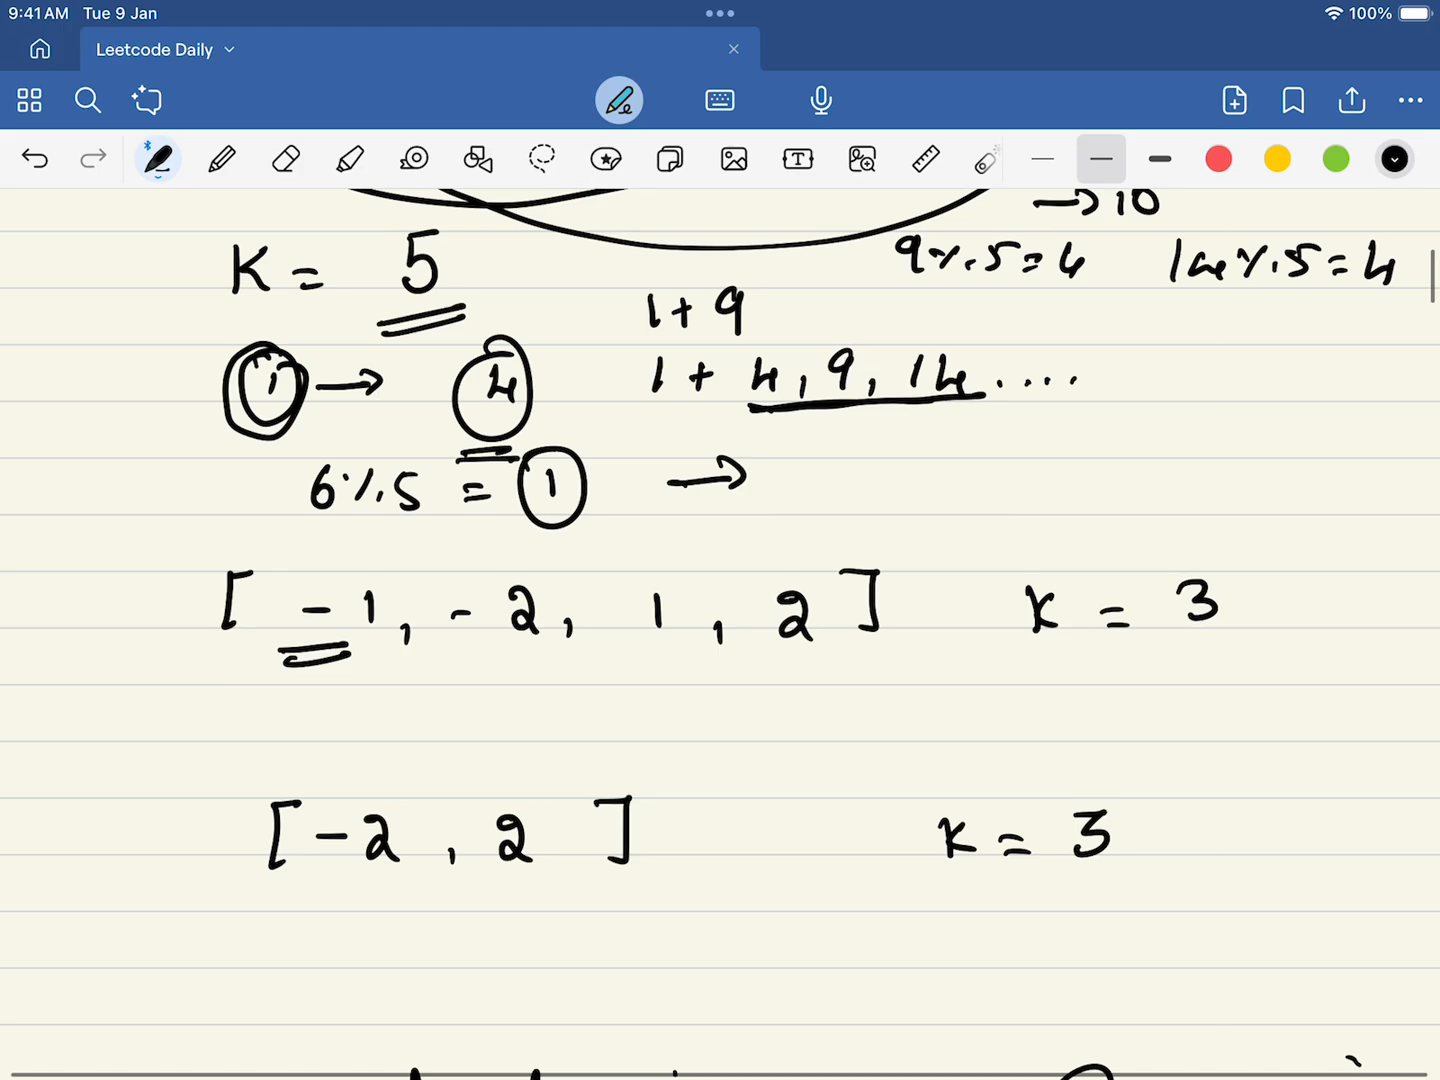 9:41 AM Tue 9 Jan
100%
Leetcode Daily
→ 10
K = 5
9 % 5 = 4
14 % 5 = 4
1 + 9
1 → 4
1 + 4, 9, 14 ....
6 % 5 = 1 →
[ -1, -2, 1, 2 ] K = 3
[ -2, 2 ] K = 3